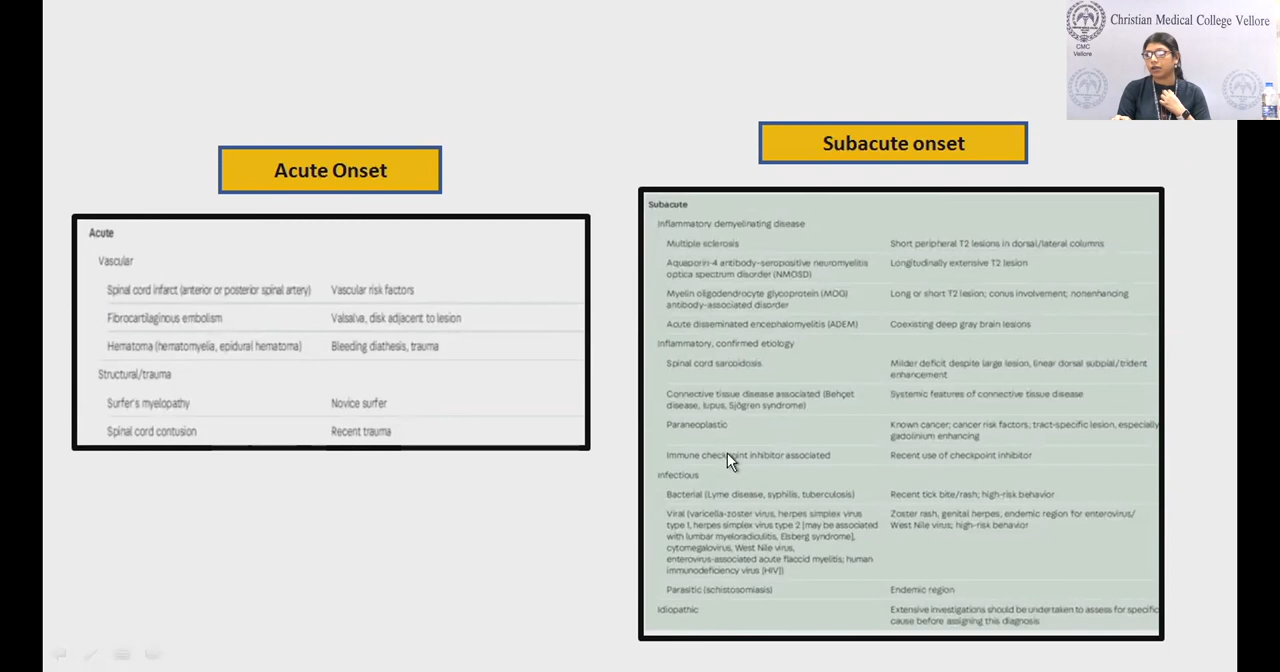 Christian Medical College Vellore
CMC
Vellore
Acute Onset
Acute
Vascular
Spinal cord infarct (anterior or posterior spinal artery) Vascular risk factors
Fibrocartilaginous embolism Valsalva, disk adjacent to lesion
Hematoma (hematomyelia, epidural hematoma) Bleeding diathesis, trauma
Structural/trauma
Surfer's myelopathy Novice surfer
Spinal cord contusion Recent trauma
Subacute onset
Subacute
Inflammatory demyelinating disease
Multiple sclerosis Short peripheral T2 lesions in dorsal/lateral columns
Aquaporin-4 antibody-seropositive neuromyelitis Longitudinally extensive T2 lesion
optica spectrum disorder (NMOSD)
Myelin oligodendrocyte glycoprotein (MOG) Long or short T2 lesion; conus involvement; nonenhancing
antibody-associated disorder
Acute disseminated encephalomyelitis (ADEM) Coexisting deep gray brain lesions
Inflammatory, confirmed etiology
Spinal cord sarcoidosis Milder deficit despite large lesion, linear dorsal subpial/trident
enhancement
Connective tissue disease associated (Behçet Systemic features of connective tissue disease
disease, lupus, Sjögren syndrome)
Paraneoplastic Known cancer; cancer risk factors; tract-specific lesion, especially
gadolinium enhancing
Immune checkpoint inhibitor associated Recent use of checkpoint inhibitor
Infectious
Bacterial (Lyme disease, syphilis, tuberculosis) Recent tick bite/rash; high-risk behavior
Viral (varicella-zoster virus, herpes simplex virus Zoster rash, genital herpes, endemic region for enterovirus/
type 1, herpes simplex virus type 2 [may be associated West Nile virus; high-risk behavior
with lumbar myeloradiculitis, Elsberg syndrome],
cytomegalovirus, West Nile virus,
enterovirus-associated acute flaccid myelitis; human
immunodeficiency virus [HIV])
Parasitic (schistosomiasis) Endemic region
Idiopathic Extensive investigations should be undertaken to assess for specific
cause before assigning this diagnosis